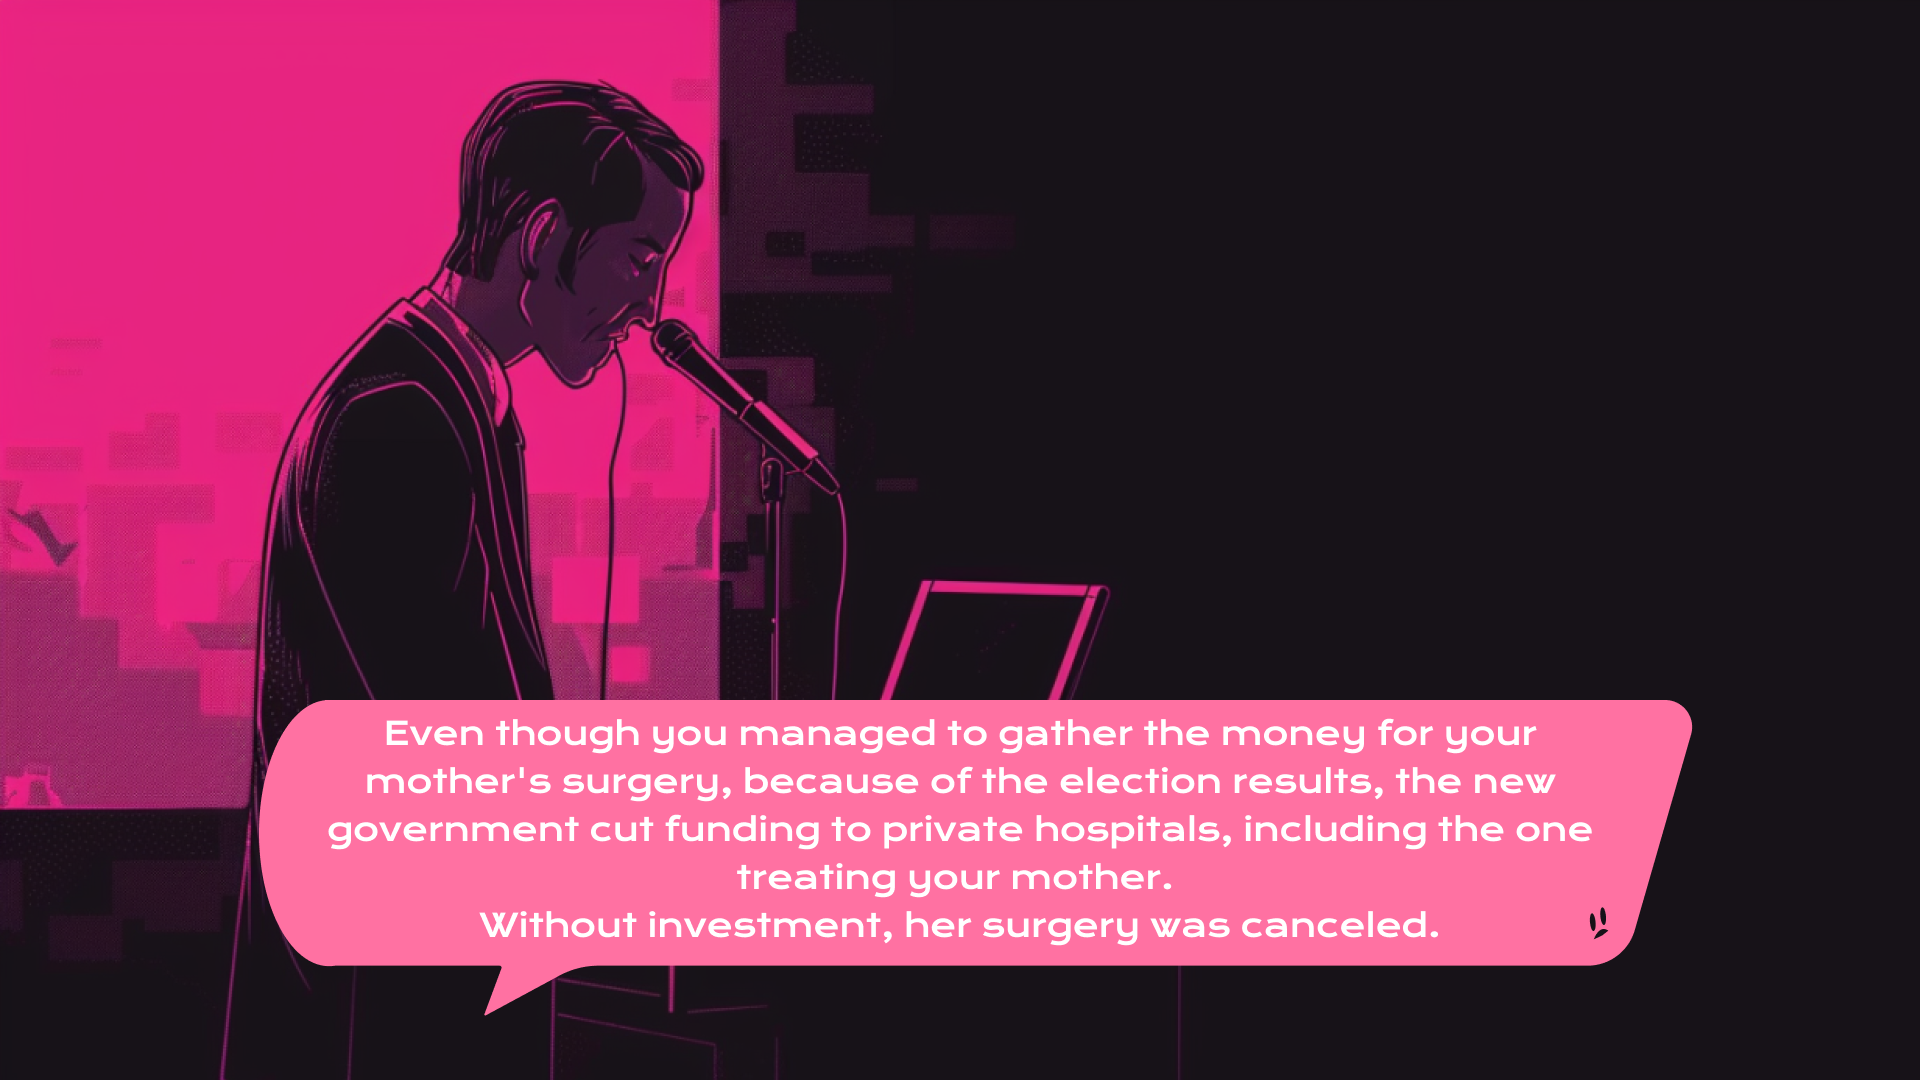 Even though you managed to gather the money for your
mother's surgery, because of the election results, the new
government cut funding to private hospitals, including the one
treating your mother.
Without investment, her surgery was canceled.